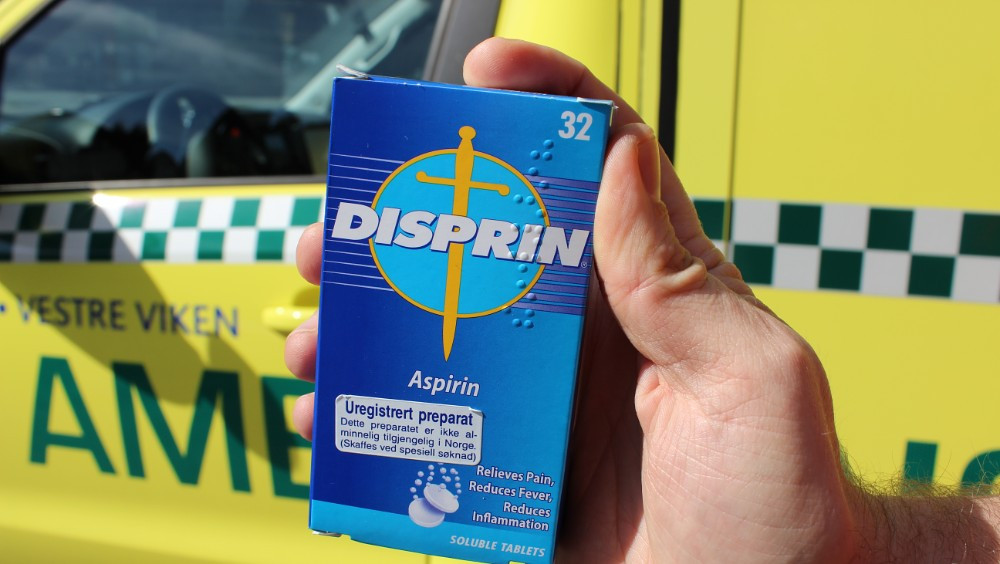 32
DISPRIN
Aspirin
Uregistrert preparat
Dette preparatet er ikke al-
minnelig tilgjengelig i Norge.
(Skaffes ved spesiell søknad)
Relieves Pain,
Reduces Fever,
Reduces
Inflammation
SOLUBLE TABLETS
VESTRE VIKEN
AMB